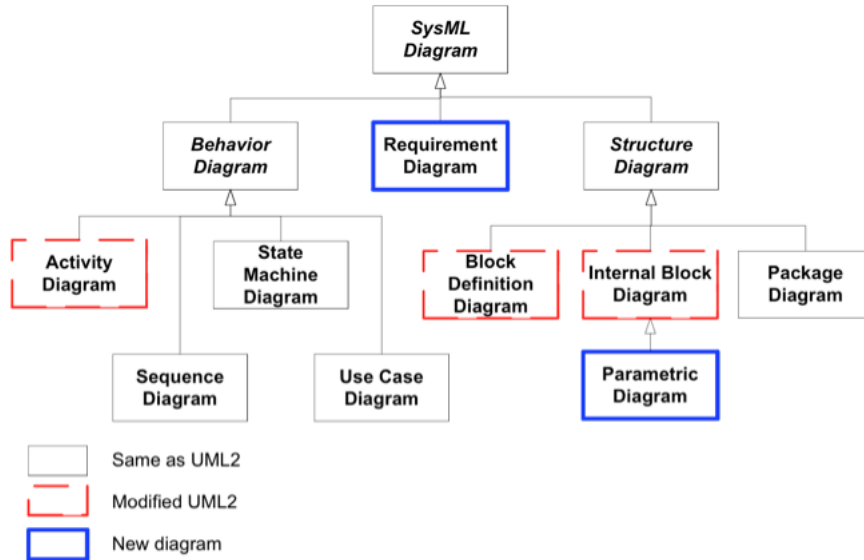 SysML
Diagram
Behavior
Diagram
Requirement
Diagram
Structure
Diagram
Activity
Diagram
State
Machine
Diagram
Block
Definition
Diagram
Internal Block
Diagram
Package
Diagram
Sequence
Diagram
Use Case
Diagram
Parametric
Diagram
Same as UML2
Modified UML2
New diagram